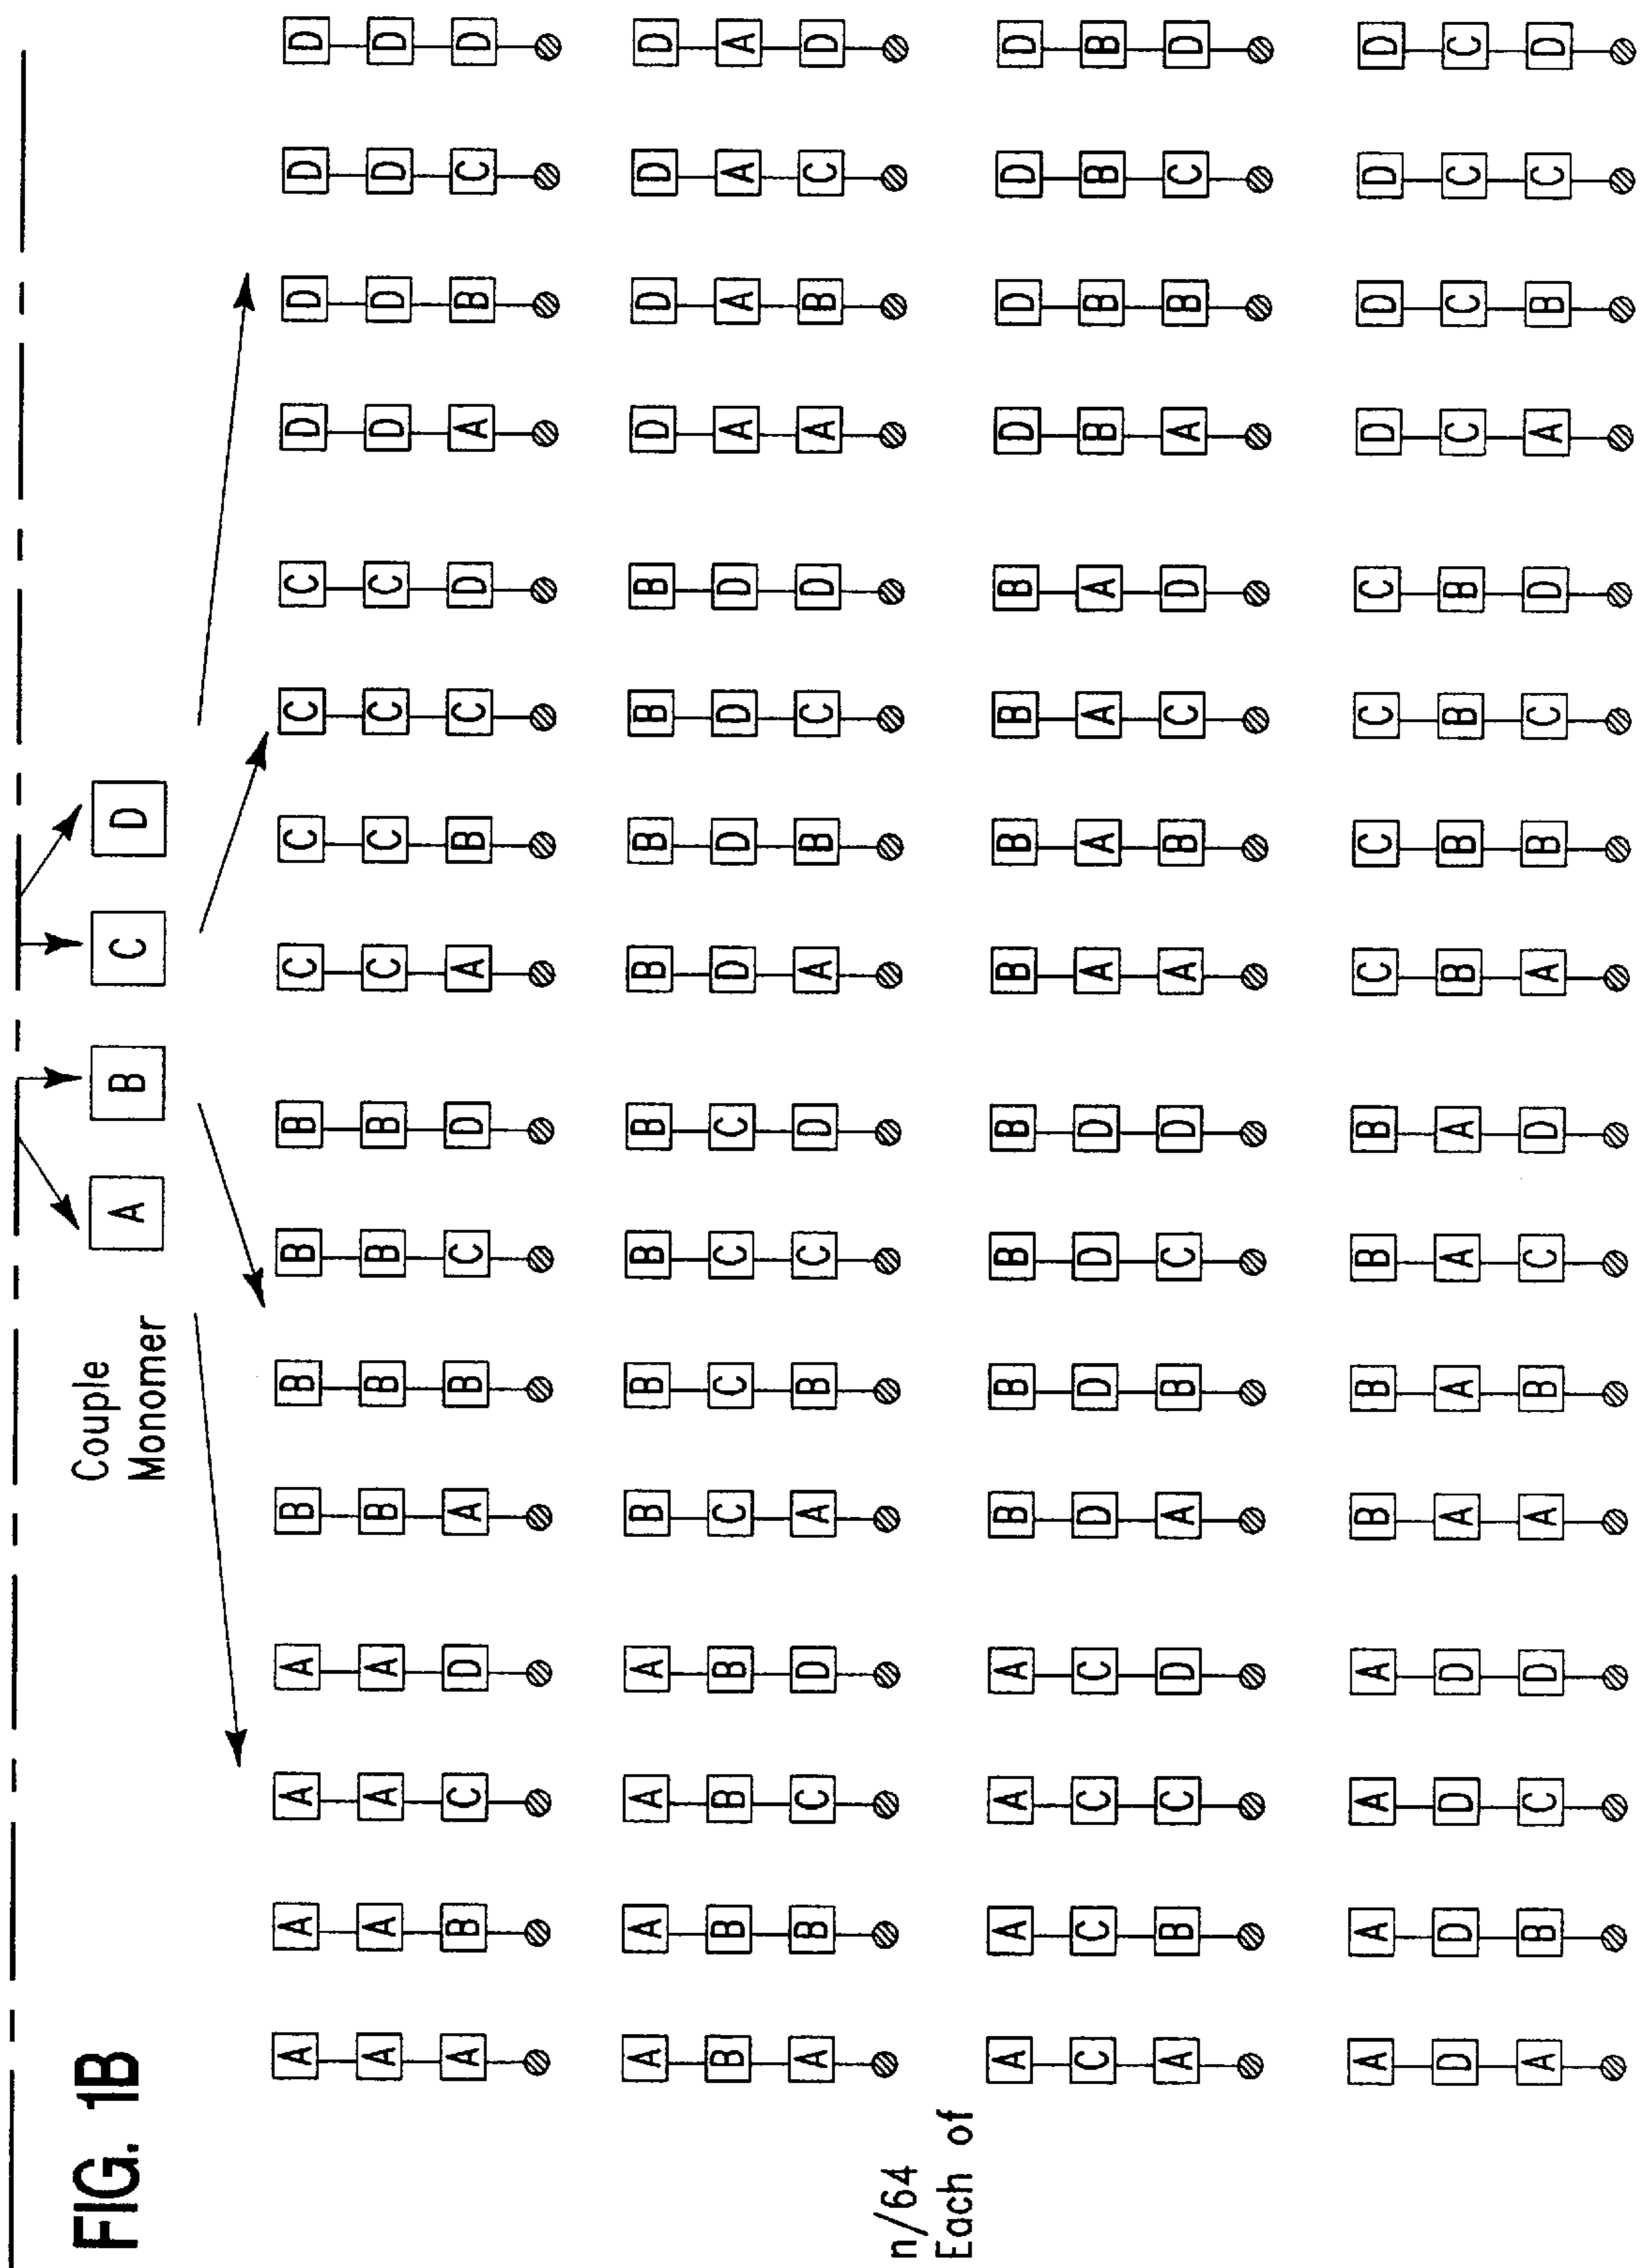 FIG. 1B
Couple
Monomer
A B C D
A A A A B B B B C C C C D D D D
A A A A B B B B C C C C D D D D
A B C D A B C D A B C D A B C D
A A A A B B B B B B B B D D D D
B B B B C C C C D D D D A A A A
A B C D A B C D A B C D A B C D
n/64
Each of
A A A A B B B B B B B B D D D D
C C C C D D D D A A A A B B B B
A B C D A B C D A B C D A B C D
A A A A B B B B C C C C D D D D
D D D D A A A A B B B B C C C C
A B C D A B C D A B C D A B C D